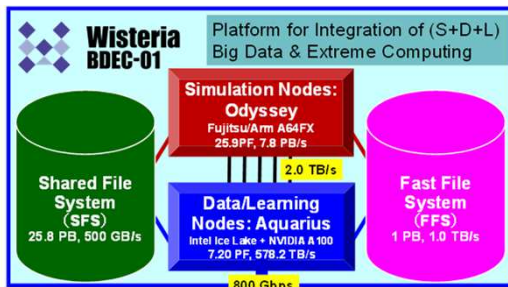 Wisteria
BDEC-01
Platform for Integration of (S+D+L)
Big Data & Extreme Computing
Simulation Nodes:
Odyssey
Fujitsu/Arm A64FX
25.9PF, 7.8 PB/s
2.0 TB/s
Shared File
System
(SFS)
25.8 PB, 500 GB/s
Data/Learning
Nodes: Aquarius
Intel Ice Lake + NVIDIA A100
7.20 PF, 578.2 TB/s
Fast File
System
(FFS)
1 PB, 1.0 TB/s
800 Gbps